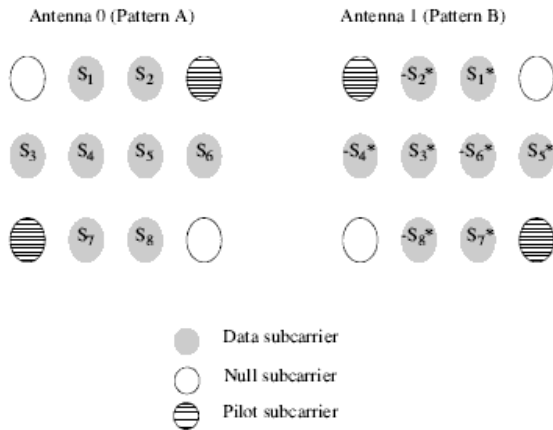 Antenna 0 (Pattern A) Antenna 1 (Pattern B)
S1 S2 -S2* S1*
S3 S4 S5 S6 -S4* S3* -S6* S5*
S7 S8 -S8* S7*
Data subcarrier
Null subcarrier
Pilot subcarrier